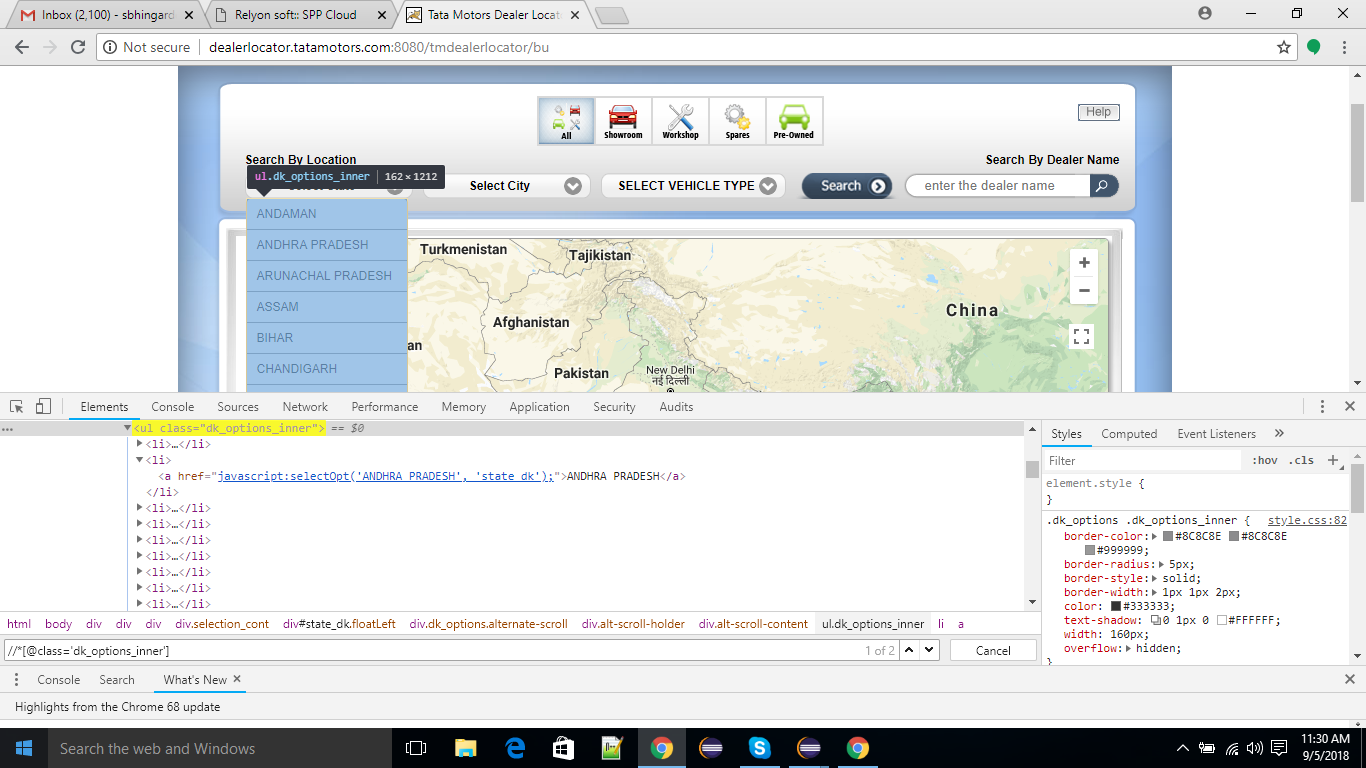 Inbox (2,100) - sbhingard
Relyon soft:: SPP Cloud
Tata Motors Dealer Locat
Not secure
dealerlocator.tatamotors.com:8080/tmdealerlocator/bu
All
Showroom
Workshop
Spares
Pre-Owned
Help
Search By Location
Search By Dealer Name
ul.dk_options_inner 162 × 1212
Select City
SELECT VEHICLE TYPE
Search
enter the dealer name
ANDAMAN
ANDHRA PRADESH
ARUNACHAL PRADESH
ASSAM
BIHAR
CHANDIGARH
Turkmenistan
Tajikistan
China
Afghanistan
an
Pakistan
New Delhi
नई दिल्ली
+
−
Elements Console Sources Network Performance Memory Application Security Audits
... ▼<ul class="dk_options_inner"> == $0
▶<li>…</li>
▼<li>
<a href="javascript:selectOpt('ANDHRA PRADESH', 'state_dk');">ANDHRA PRADESH</a>
</li>
▶<li>…</li>
▶<li>…</li>
▶<li>…</li>
▶<li>…</li>
▶<li>…</li>
▶<li>…</li>
▶<li>…</li>
html body div div div div.selection_cont div#state_dk.floatLeft div.dk_options.alternate-scroll div.alt-scroll-holder div.alt-scroll-content ul.dk_options_inner li a
//*[@class='dk_options_inner']
1 of 2
Cancel
Styles Computed Event Listeners »
Filter
:hov .cls +
element.style {
}
.dk_options .dk_options_inner { style.css:82
border-color:▶ #8C8C8E #8C8C8E
#999999;
border-radius:▶ 5px;
border-style:▶ solid;
border-width:▶ 1px 1px 2px;
color: #333333;
text-shadow: 0 1px 0 #FFFFFF;
width: 160px;
overflow:▶ hidden;
}
Console Search What's New ×
Highlights from the Chrome 68 update
Search the web and Windows
11:30 AM
9/5/2018